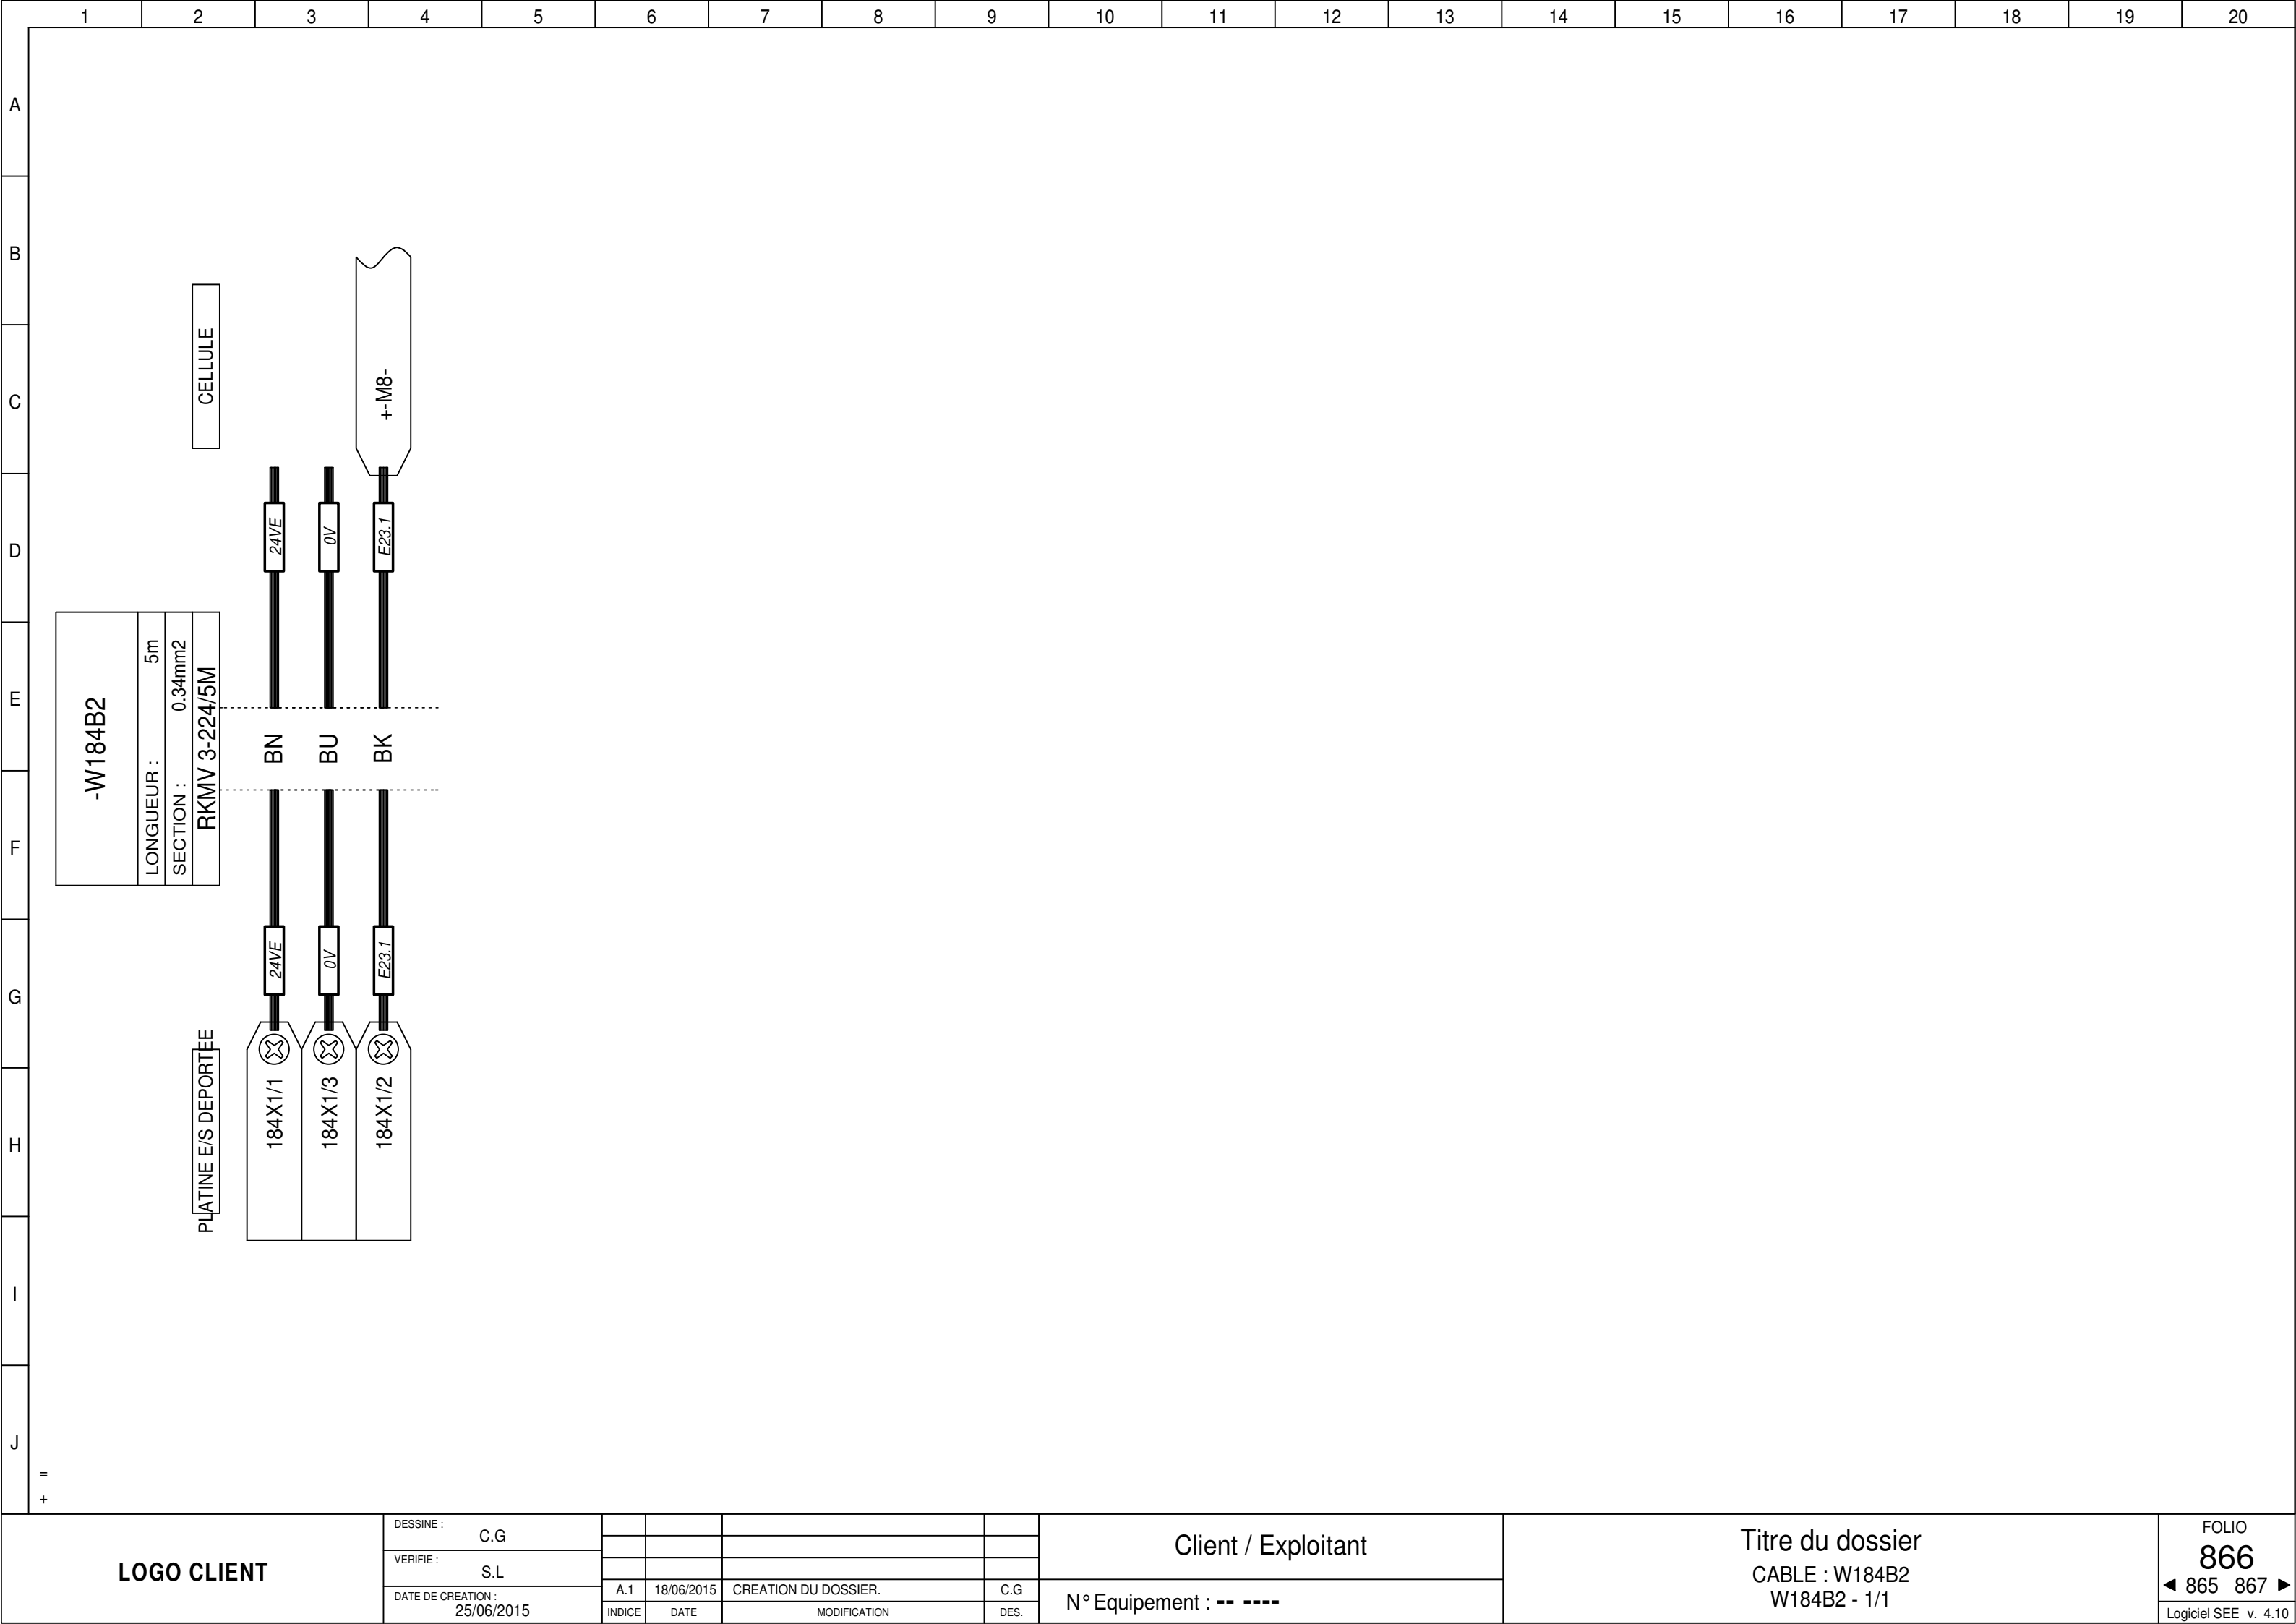 1 2 3 4 5 6 7 8 9 10 11 12 13 14 15 16 17 18 19 20
A
B
C
D
E
F
G
H
I
J
CELLULE
+-M8-
24VE
0V
E23.1
-W184B2
LONGUEUR : 5m
SECTION : 0.34mm2
RKMV 3-224/5M
BN
BU
BK
24VE
0V
E23.1
PLATINE E/S DEPORTEE
184X1/1
184X1/3
184X1/2
=
+
LOGO CLIENT
DESSINE :
C.G
VERIFIE :
S.L
DATE DE CREATION :
25/06/2015
A.1 18/06/2015 CREATION DU DOSSIER. C.G
INDICE DATE MODIFICATION DES.
Client / Exploitant
N° Equipement : -- ----
Titre du dossier
CABLE : W184B2
W184B2 - 1/1
FOLIO
866
◄ 865 867 ►
Logiciel SEE v. 4.10